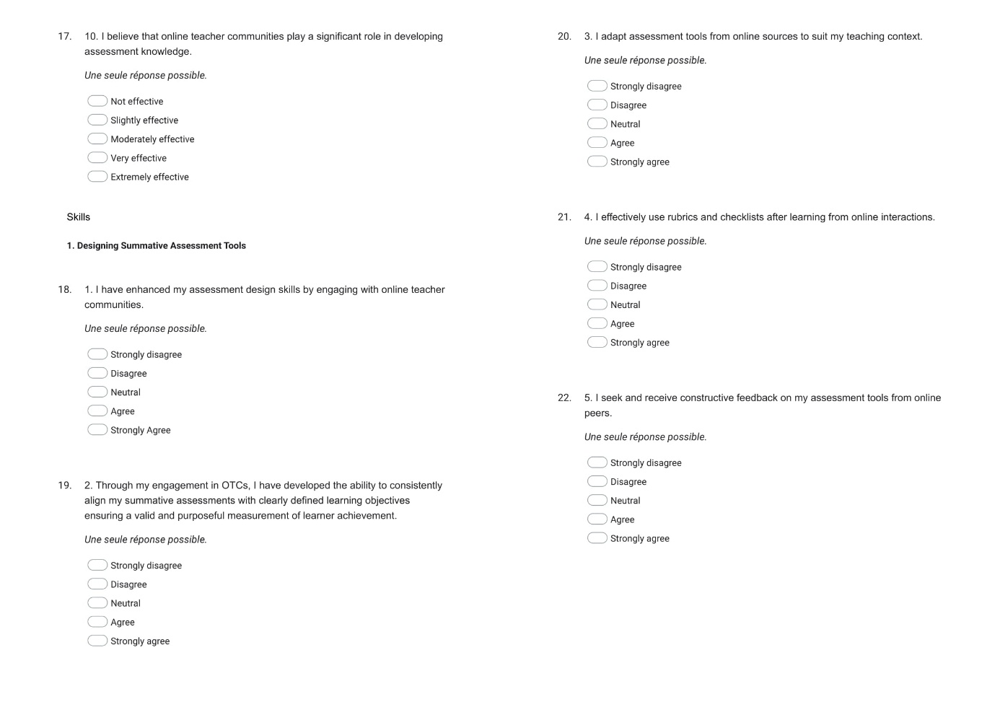 17. 10. I believe that online teacher communities play a significant role in developing
assessment knowledge.
Une seule réponse possible.
Not effective
Slightly effective
Moderately effective
Very effective
Extremely effective
Skills
1. Designing Summative Assessment Tools
18. 1. I have enhanced my assessment design skills by engaging with online teacher
communities.
Une seule réponse possible.
Strongly disagree
Disagree
Neutral
Agree
Strongly Agree
19. 2. Through my engagement in OTCs, I have developed the ability to consistently
align my summative assessments with clearly defined learning objectives
ensuring a valid and purposeful measurement of learner achievement.
Une seule réponse possible.
Strongly disagree
Disagree
Neutral
Agree
Strongly agree
20. 3. I adapt assessment tools from online sources to suit my teaching context.
Une seule réponse possible.
Strongly disagree
Disagree
Neutral
Agree
Strongly agree
21. 4. I effectively use rubrics and checklists after learning from online interactions.
Une seule réponse possible.
Strongly disagree
Disagree
Neutral
Agree
Strongly agree
22. 5. I seek and receive constructive feedback on my assessment tools from online
peers.
Une seule réponse possible.
Strongly disagree
Disagree
Neutral
Agree
Strongly agree